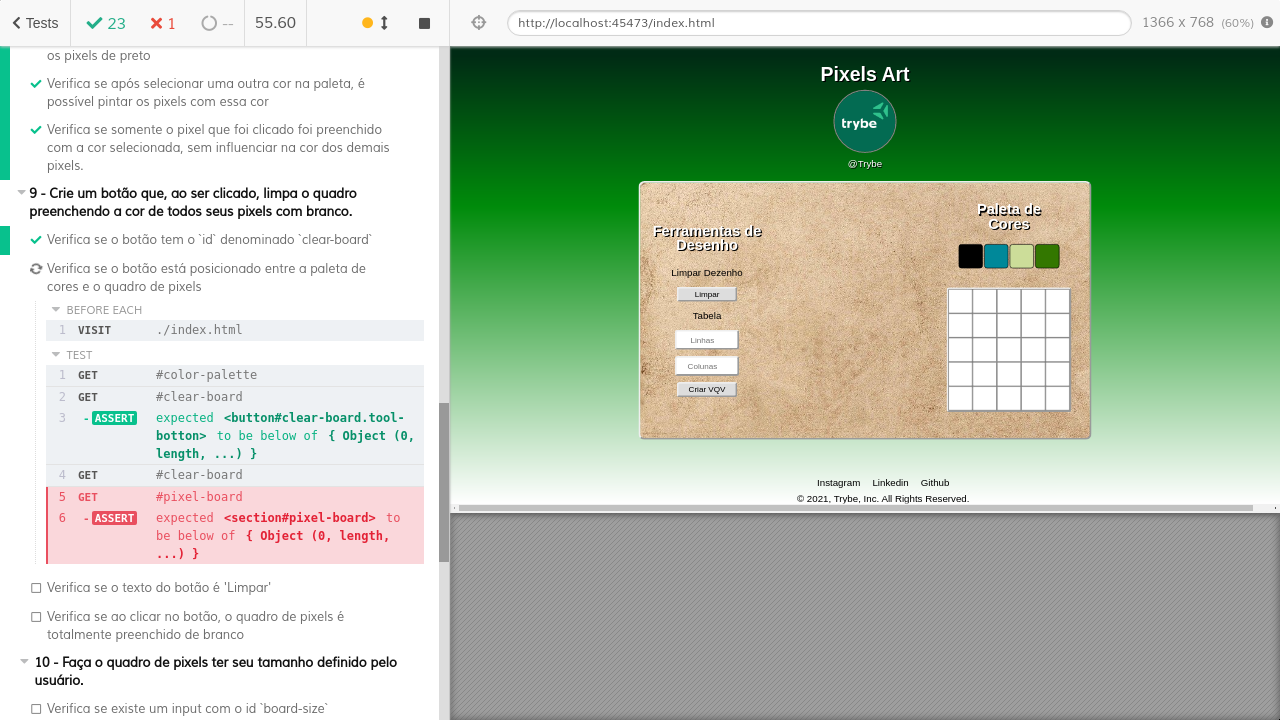 Tests
23
1
--
55.60
http://localhost:45473/index.html
1366 x 768 (60%)
os pixels de preto
Verifica se após selecionar uma outra cor na paleta, é
possível pintar os pixels com essa cor
Verifica se somente o pixel que foi clicado foi preenchido
com a cor selecionada, sem influenciar na cor dos demais
pixels.
9 - Crie um botão que, ao ser clicado, limpa o quadro
preenchendo a cor de todos seus pixels com branco.
Verifica se o botão tem o `id` denominado `clear-board`
Verifica se o botão está posicionado entre a paleta de
cores e o quadro de pixels
BEFORE EACH
1 VISIT ./index.html
TEST
1 GET #color-palette
2 GET #clear-board
3 -ASSERT expected <button#clear-board.tool-
botton> to be below of { Object (0,
length, ...) }
4 GET #clear-board
5 GET #pixel-board
6 -ASSERT expected <section#pixel-board> to
be below of { Object (0, length,
...) }
Verifica se o texto do botão é 'Limpar'
Verifica se ao clicar no botão, o quadro de pixels é
totalmente preenchido de branco
10 - Faça o quadro de pixels ter seu tamanho definido pelo
usuário.
Verifica se existe um input com o id `board-size`
Pixels Art
trybe
@Trybe
Ferramentas de
Desenho
Limpar Dezenho
Limpar
Tabela
Linhas
Colunas
Criar VQV
Paleta de
Cores
Instagram Linkedin Github
© 2021, Trybe, Inc. All Rights Reserved.